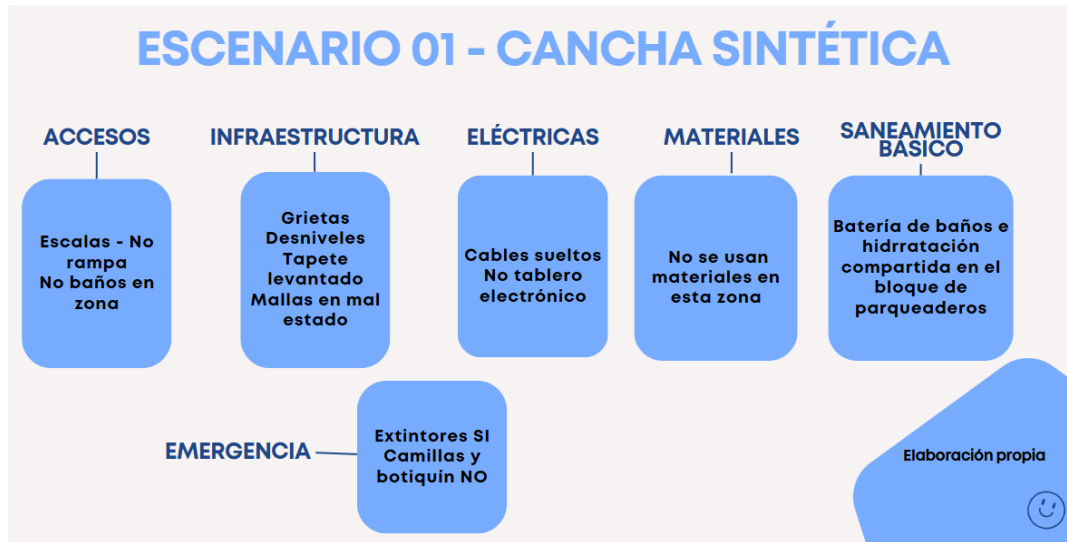 ESCENARIO 01 - CANCHA SINTÉTICA
ACCESOS
Escalas - No
rampa
No baños en
zona
INFRAESTRUCTURA
Grietas
Desniveles
Tapete
levantado
Mallas en mal
estado
ELÉCTRICAS
Cables sueltos
No tablero
electrónico
MATERIALES
No se usan
materiales en
esta zona
SANEAMIENTO
BÁSICO
Batería de baños e
hidrratación
compartida en el
bloque de
parqueaderos
EMERGENCIA
Extintores SI
Camillas y
botiquín NO
Elaboración propia